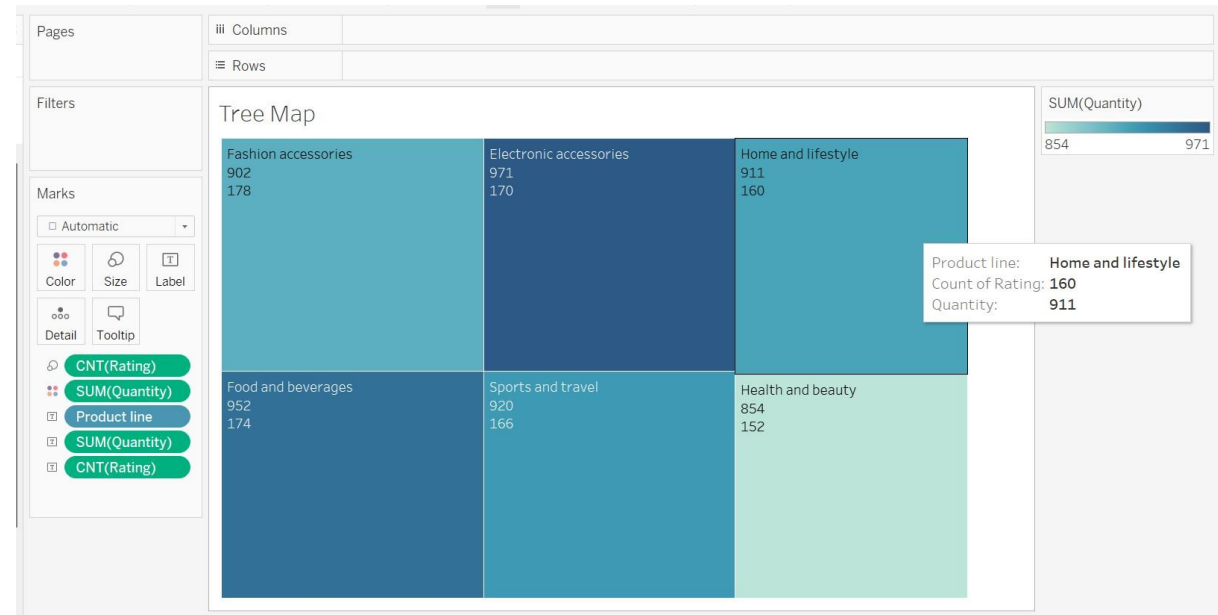 Pages
Columns
Rows
Filters
Marks
Automatic
Color
Size
Label
Detail
Tooltip
CNT(Rating)
SUM(Quantity)
Product line
SUM(Quantity)
CNT(Rating)
Tree Map
Fashion accessories
902
178
Electronic accessories
971
170
Home and lifestyle
911
160
Product line: Home and lifestyle
Count of Rating: 160
Quantity: 911
Food and beverages
952
174
Sports and travel
920
166
Health and beauty
854
152
SUM(Quantity)
854 971